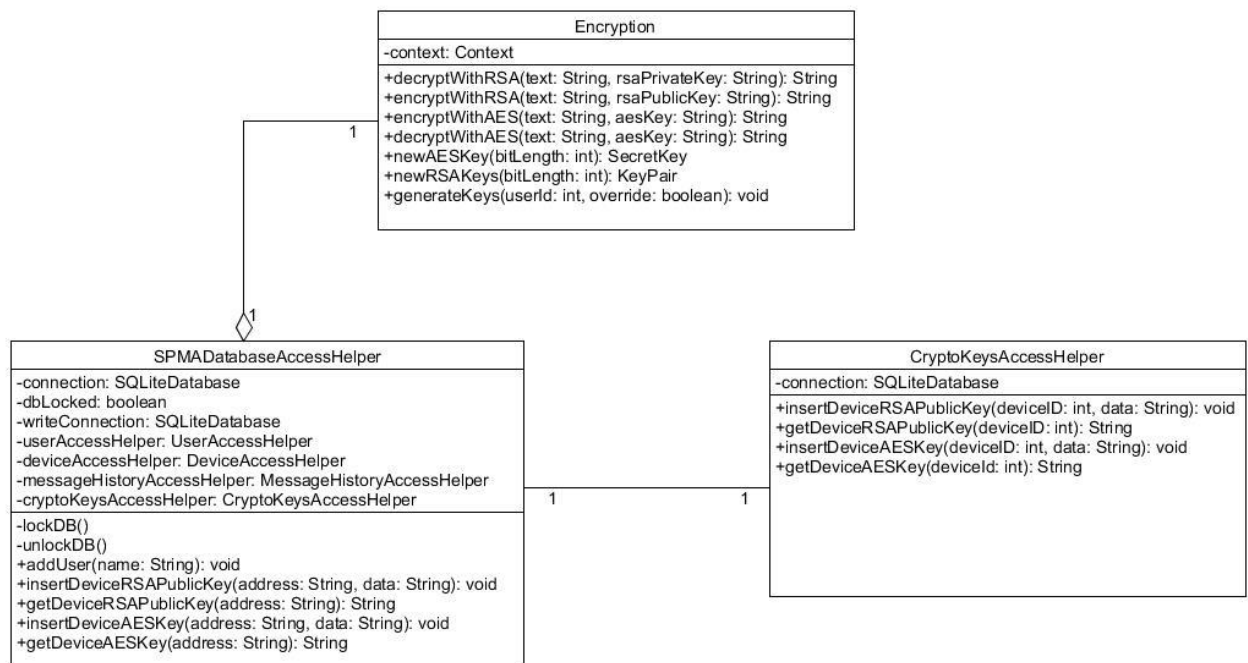 Encryption
-context: Context
+decryptWithRSA(text: String, rsaPrivateKey: String): String
+encryptWithRSA(text: String, rsaPublicKey: String): String
+encryptWithAES(text: String, aesKey: String): String
+decryptWithAES(text: String, aesKey: String): String
+newAESKey(bitLength: int): SecretKey
+newRSAKeys(bitLength: int): KeyPair
+generateKeys(userId: int, override: boolean): void
1
1
SPMADatabaseAccessHelper
-connection: SQLiteDatabase
-dbLocked: boolean
-writeConnection: SQLiteDatabase
-userAccessHelper: UserAccessHelper
-deviceAccessHelper: DeviceAccessHelper
-messageHistoryAccessHelper: MessageHistoryAccessHelper
-cryptoKeysAccessHelper: CryptoKeysAccessHelper
-lockDB()
-unlockDB()
+addUser(name: String): void
+insertDeviceRSAPublicKey(address: String, data: String): void
+getDeviceRSAPublicKey(address: String): String
+insertDeviceAESKey(address: String, data: String): void
+getDeviceAESKey(address: String): String
1
1
CryptoKeysAccessHelper
-connection: SQLiteDatabase
+insertDeviceRSAPublicKey(deviceID: int, data: String): void
+getDeviceRSAPublicKey(deviceID: int): String
+insertDeviceAESKey(deviceID: int, data: String): void
+getDeviceAESKey(deviceId: int): String